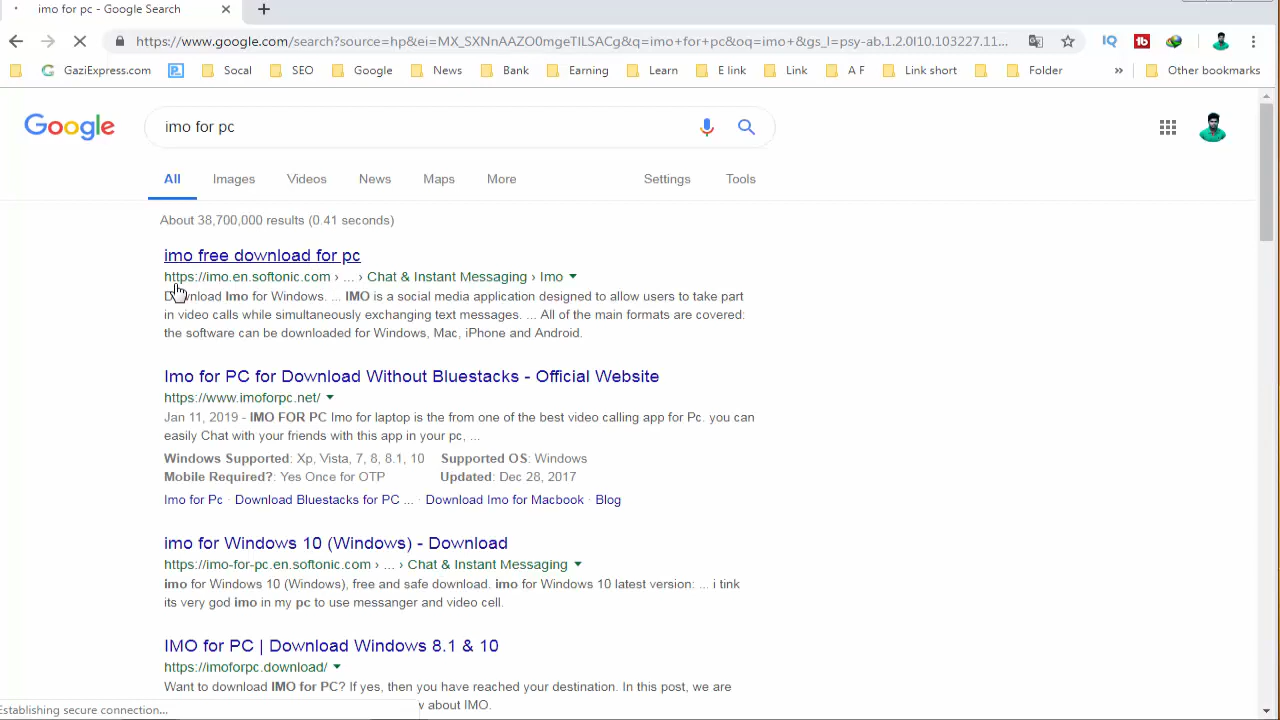 imo for pc - Google Search
https://www.google.com/search?source=hp&ei=MX_SXNnAAZO0mgeTILSACg&q=imo+for+pc&oq=imo+&gs_l=psy-ab.1.2.0l10.103227.11...
GaziExpress.com Socal SEO Google News Bank Earning Learn E link Link A F Link short Folder » Other bookmarks
Google
imo for pc
All Images Videos News Maps More Settings Tools
About 38,700,000 results (0.41 seconds)
imo free download for pc
https://imo.en.softonic.com › ... › Chat & Instant Messaging › Imo
Download Imo for Windows. ... IMO is a social media application designed to allow users to take part
in video calls while simultaneously exchanging text messages. ... All of the main formats are covered:
the software can be downloaded for Windows, Mac, iPhone and Android.
Imo for PC for Download Without Bluestacks - Official Website
https://www.imoforpc.net/
Jan 11, 2019 - IMO FOR PC Imo for laptop is the from one of the best video calling app for Pc. you can
easily Chat with your friends with this app in your pc, ...
Windows Supported: Xp, Vista, 7, 8, 8.1, 10 Supported OS: Windows
Mobile Required?: Yes Once for OTP Updated: Dec 28, 2017
Imo for Pc · Download Bluestacks for PC ... · Download Imo for Macbook · Blog
imo for Windows 10 (Windows) - Download
https://imo-for-pc.en.softonic.com › ... › Chat & Instant Messaging
imo for Windows 10 (Windows), free and safe download. imo for Windows 10 latest version: ... i tink
its very god imo in my pc to use messanger and video cell.
IMO for PC | Download Windows 8.1 & 10
https://imoforpc.download/
Want to download IMO for PC? If yes, then you have reached your destination. In this post, we are
about IMO.
Establishing secure connection...